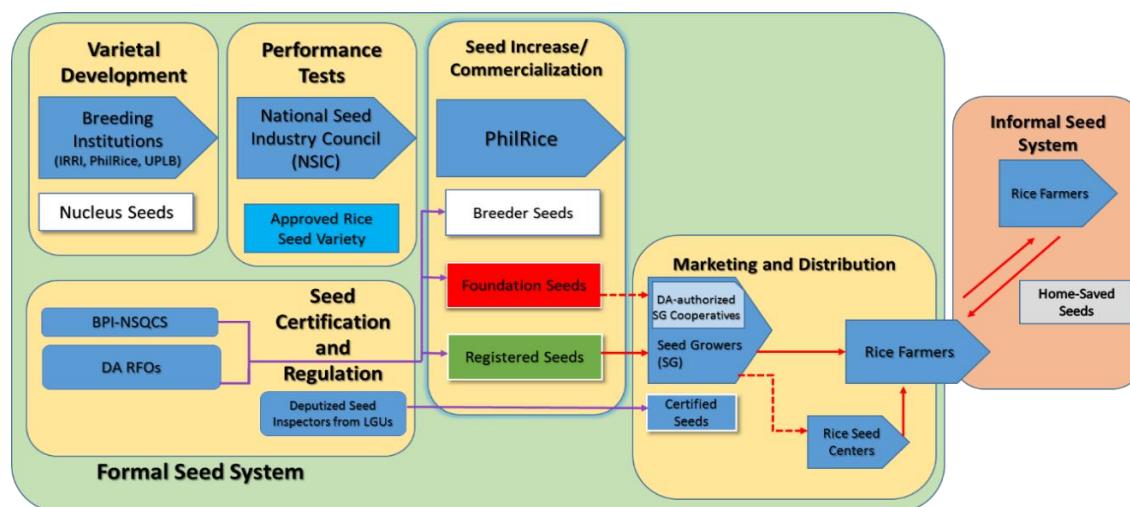 Varietal
Development
Breeding
Institutions
(IRRI, PhilRice, UPLB)
Nucleus Seeds
Performance
Tests
National Seed
Industry Council
(NSIC)
Approved Rice
Seed Variety
Seed Increase/
Commercialization
PhilRice
Breeder Seeds
Foundation Seeds
Registered Seeds
Seed
Certification
and
Regulation
BPI-NSQCS
DA RFOs
Deputized Seed
Inspectors from LGUs
Marketing and Distribution
DA-authorized
SG Cooperatives
Seed Growers
(SG)
Certified
Seeds
Rice Seed
Centers
Rice Farmers
Informal Seed
System
Rice Farmers
Home-Saved
Seeds
Formal Seed System